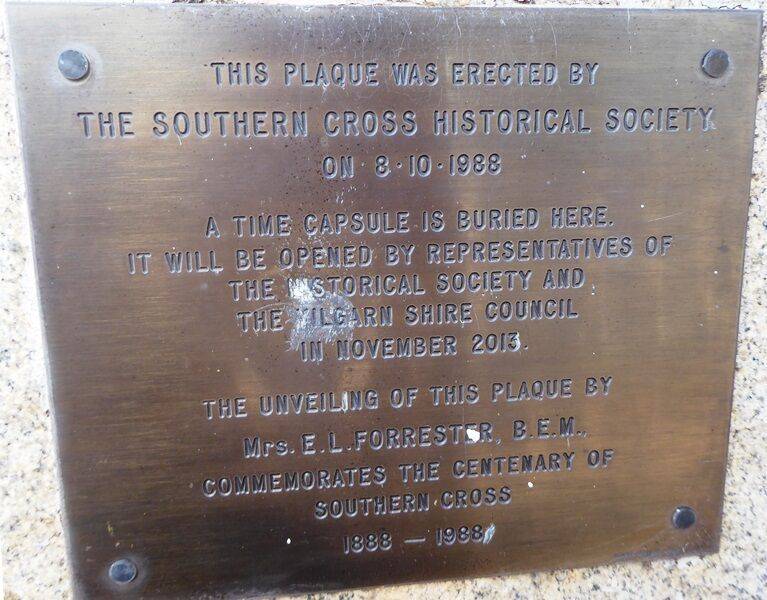 THIS PLAQUE WAS ERECTED BY
THE SOUTHERN CROSS HISTORICAL SOCIETY
ON 8·10·1988
A TIME CAPSULE IS BURIED HERE.
IT WILL BE OPENED BY REPRESENTATIVES OF
THE HISTORICAL SOCIETY AND
THE YILGARN SHIRE COUNCIL
IN NOVEMBER 2013.
THE UNVEILING OF THIS PLAQUE BY
Mrs. E.L.FORRESTER, B.E.M.,
COMMEMORATES THE CENTENARY OF
SOUTHERN CROSS
1888 — 1988